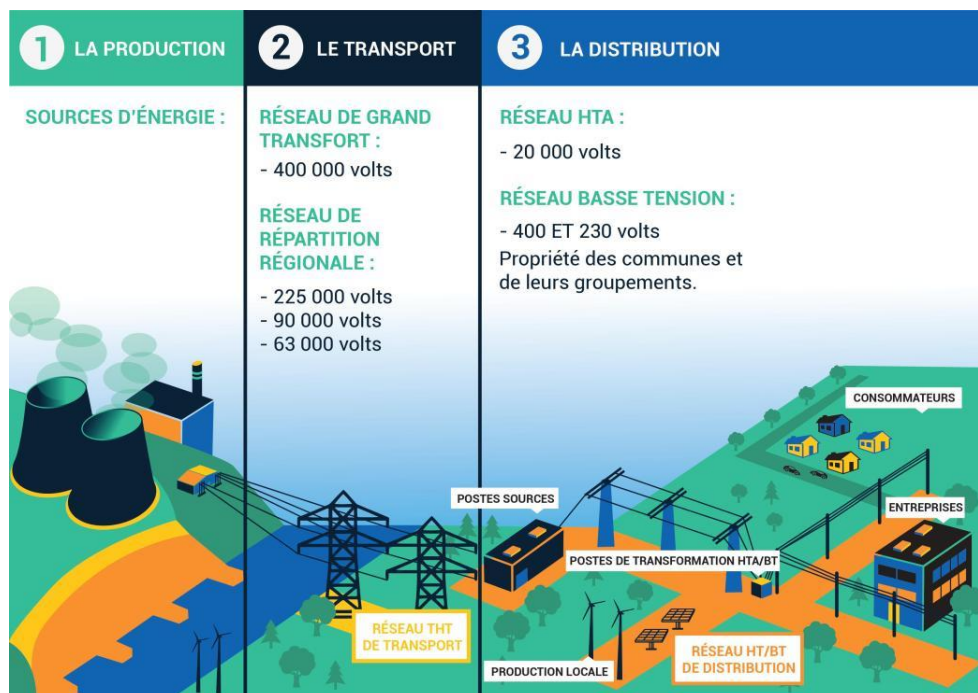 1 LA PRODUCTION
2 LE TRANSPORT
3 LA DISTRIBUTION
SOURCES D’ÉNERGIE :
RÉSEAU DE GRAND
TRANSFORT :
- 400 000 volts
RÉSEAU DE
RÉPARTITION
RÉGIONALE :
- 225 000 volts
- 90 000 volts
- 63 000 volts
RÉSEAU HTA :
- 20 000 volts
RÉSEAU BASSE TENSION :
- 400 ET 230 volts
Propriété des communes et
de leurs groupements.
CONSOMMATEURS
POSTES SOURCES
ENTREPRISES
POSTES DE TRANSFORMATION HTA/BT
RÉSEAU THT
DE TRANSPORT
PRODUCTION LOCALE
RÉSEAU HT/BT
DE DISTRIBUTION